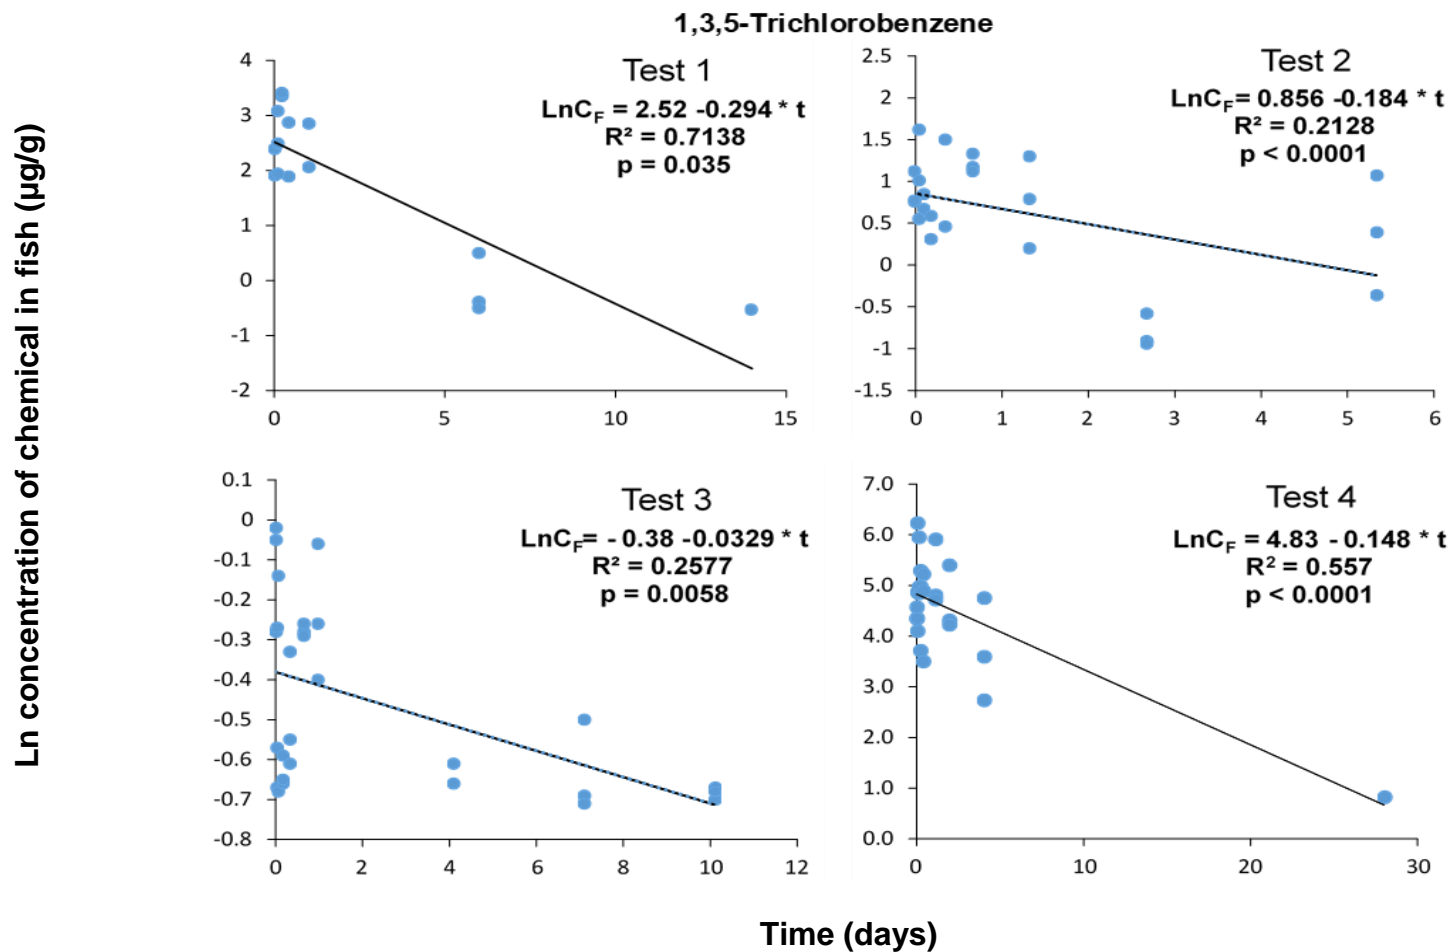 1,3,5-Trichlorobenzene
Ln concentration of chemical in fish (µg/g)
Test 1
LnC_F = 2.52 -0.294 * t
R² = 0.7138
p = 0.035
4
3
2
1
0
-1
-2
0 5 10 15
Test 2
LnC_F= 0.856 -0.184 * t
R² = 0.2128
p < 0.0001
2.5
2
1.5
1
0.5
0
-0.5
-1
-1.5
0 1 2 3 4 5 6
Test 3
LnC_F= - 0.38 -0.0329 * t
R² = 0.2577
p = 0.0058
0.1
0
-0.1
-0.2
-0.3
-0.4
-0.5
-0.6
-0.7
-0.8
0 2 4 6 8 10 12
Test 4
LnC_F = 4.83 -0.148 * t
R² = 0.557
p < 0.0001
7.0
6.0
5.0
4.0
3.0
2.0
1.0
0.0
0 10 20 30
Time (days)